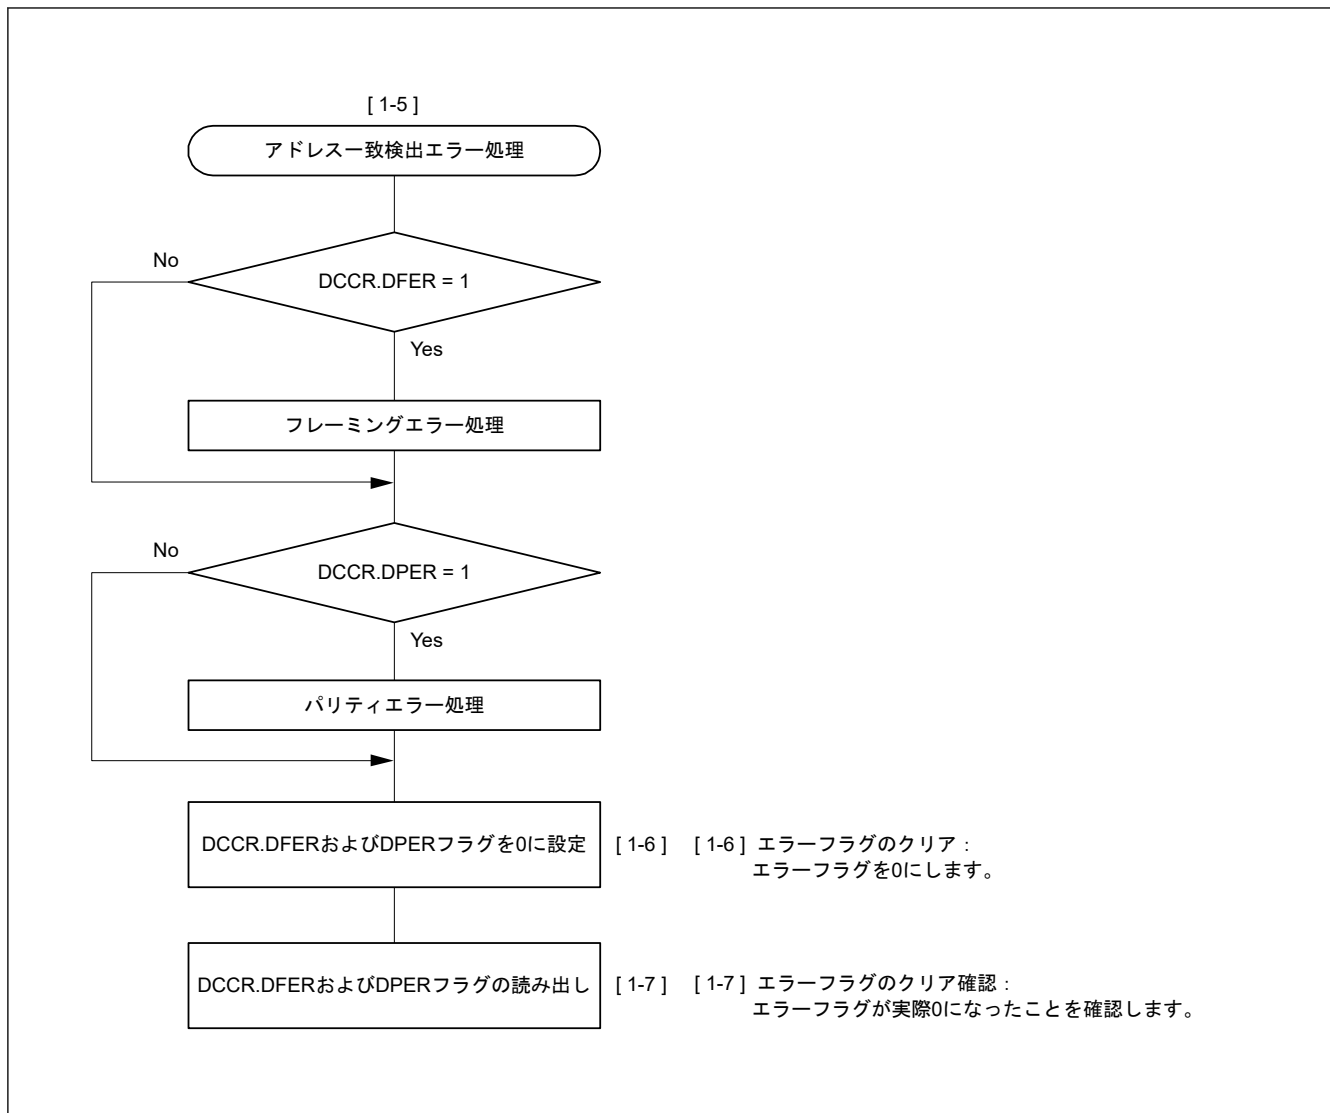 [ 1-5 ]
アドレス一致検出エラー処理
No
DCCR.DFER = 1
Yes
フレーミングエラー処理
No
DCCR.DPER = 1
Yes
パリティエラー処理
DCCR.DFERおよびDPERフラグを0に設定 [ 1-6 ] [ 1-6 ] エラーフラグのクリア：
エラーフラグを0にします。
DCCR.DFERおよびDPERフラグの読み出し [ 1-7 ] [ 1-7 ] エラーフラグのクリア確認：
エラーフラグが実際0になったことを確認します。